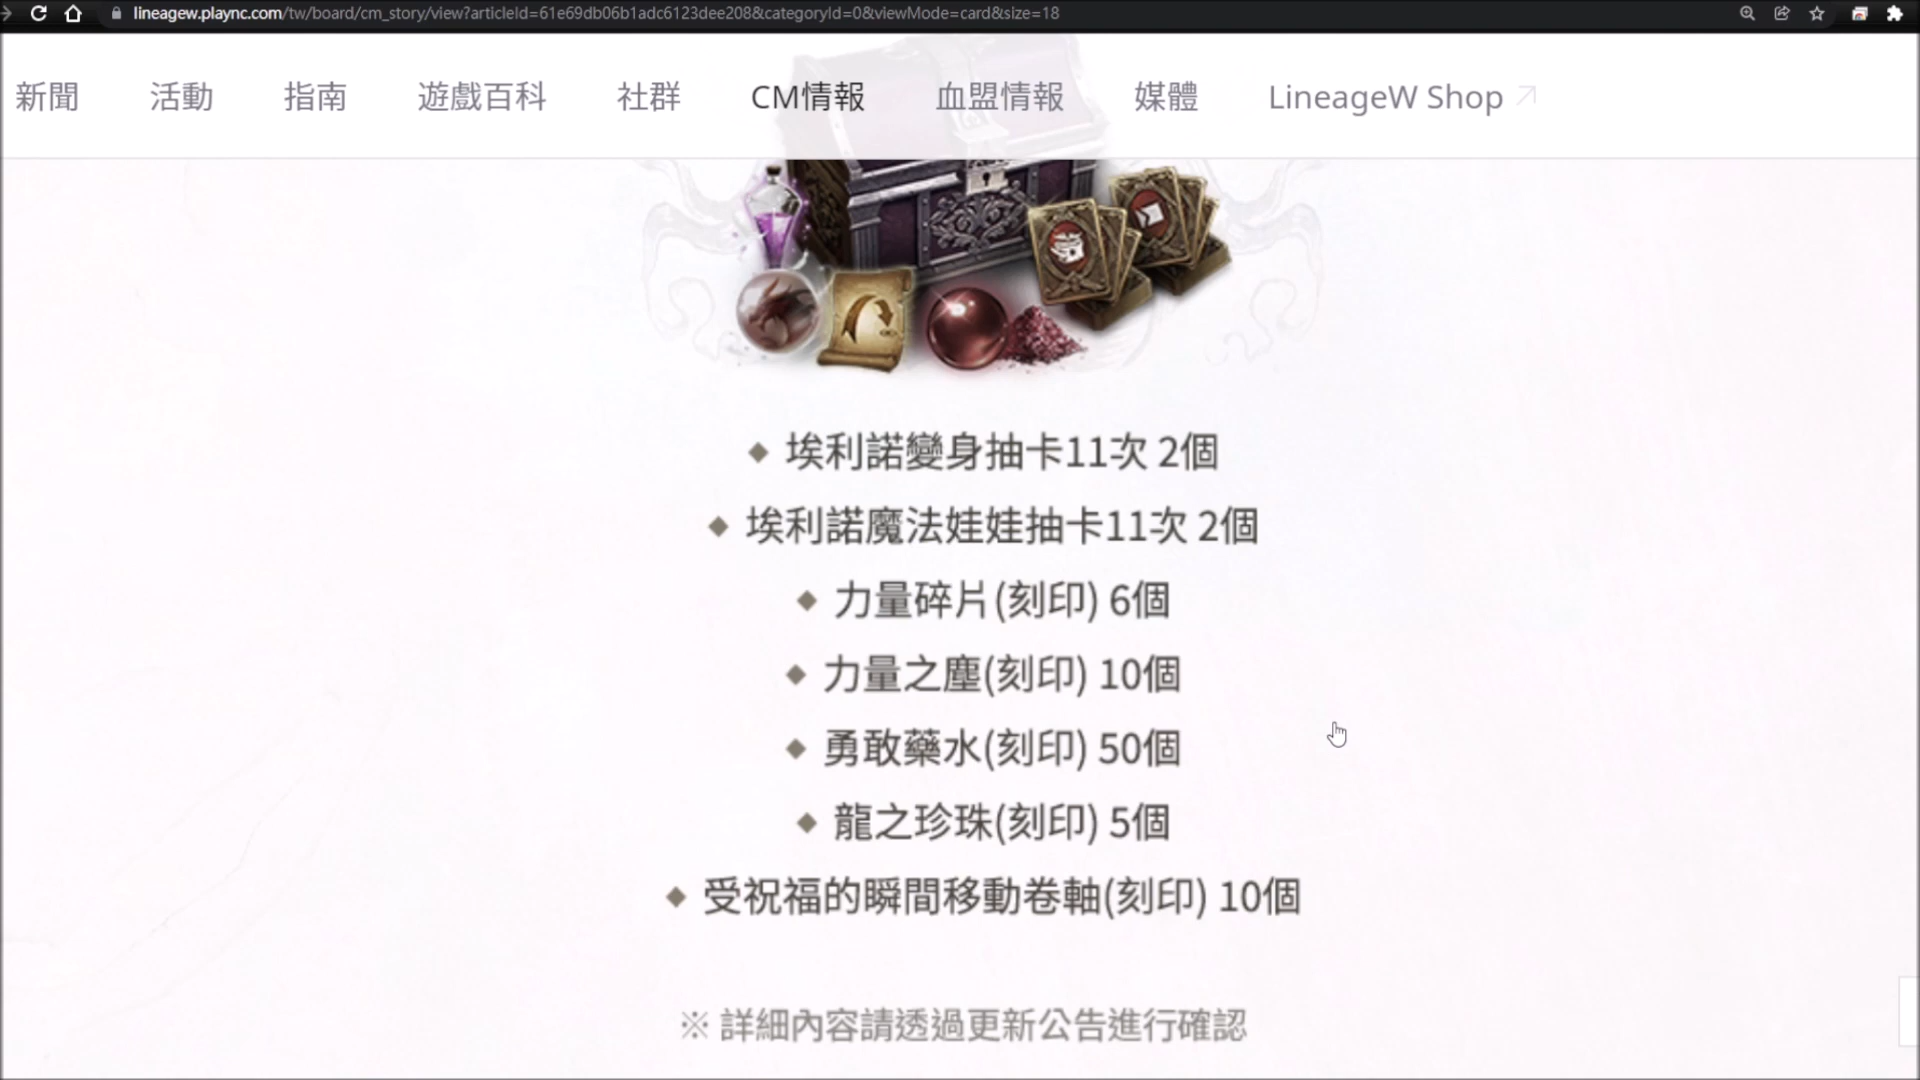 lineagew.plaync.com/tw/board/cm_story/view?articleId=61e69db06b1adc6123dee208&categoryId=0&viewMode=card&size=18
新聞 活動 指南 遊戲百科 社群 CM情報 血盟情報 媒體 LineageW Shop
埃利諾變身抽卡11次 2個
埃利諾魔法娃娃抽卡11次 2個
力量碎片(刻印) 6個
力量之塵(刻印) 10個
勇敢藥水(刻印) 50個
龍之珍珠(刻印) 5個
受祝福的瞬間移動卷軸(刻印) 10個
※ 詳細內容請透過更新公告進行確認